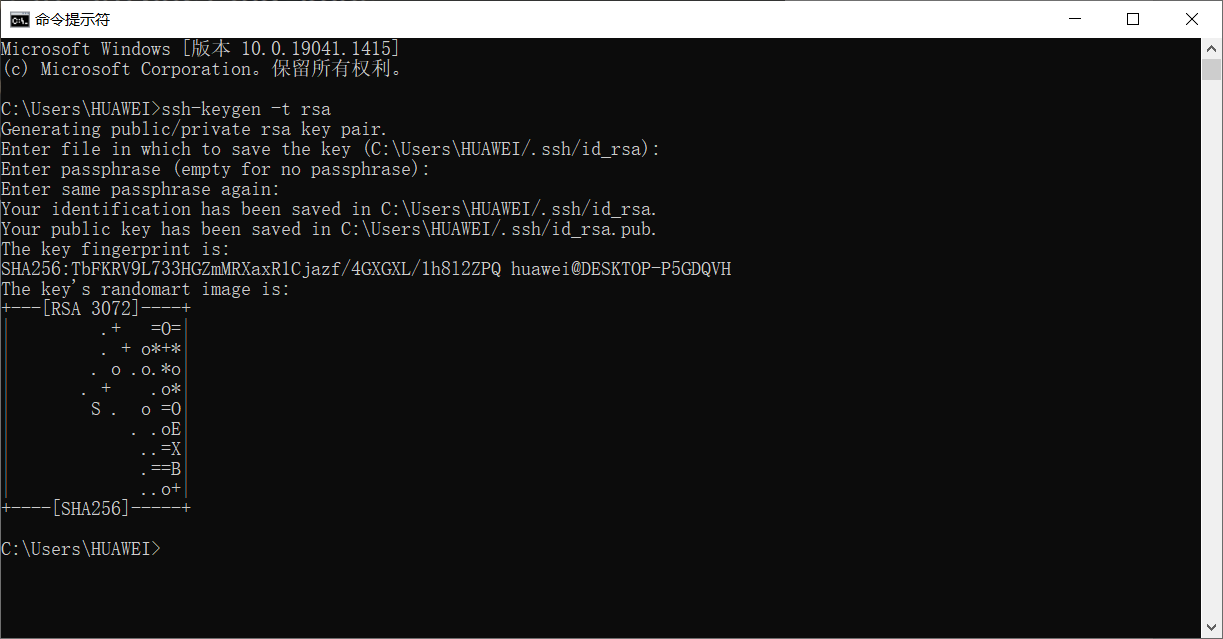 命令提示符
Microsoft Windows [版本 10.0.19041.1415]
(c) Microsoft Corporation。保留所有权利。
C:\Users\HUAWEI>ssh-keygen -t rsa
Generating public/private rsa key pair.
Enter file in which to save the key (C:\Users\HUAWEI/.ssh/id_rsa):
Enter passphrase (empty for no passphrase):
Enter same passphrase again:
Your identification has been saved in C:\Users\HUAWEI/.ssh/id_rsa.
Your public key has been saved in C:\Users\HUAWEI/.ssh/id_rsa.pub.
The key fingerprint is:
SHA256:TbFKRV9L733HGZmMRXaxRlCjazf/4GXGXL/1h8l2ZPQ huawei@DESKTOP-P5GDQVH
The key's randomart image is:
+---[RSA 3072]----+
|         .+   =O=|
|         . + o*+*|
|        . o .o.*o|
|       . +    .o*|
|        S .  o =O|
|            . .oE|
|             ..=X|
|             .==B|
|             ..o+|
+----[SHA256]-----+
C:\Users\HUAWEI>